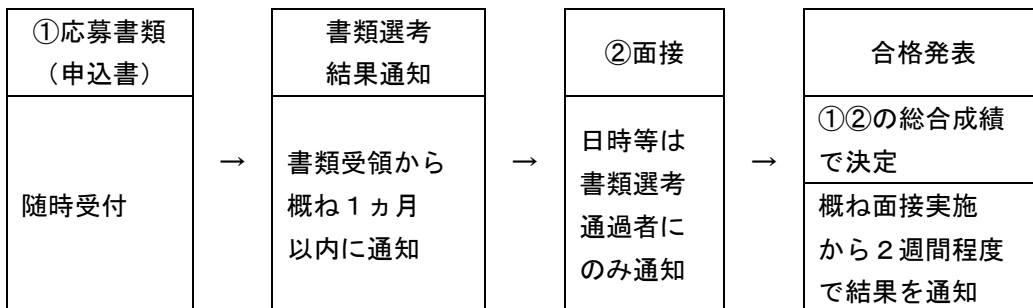 ①応募書類
（申込書）
随時受付
→
書類選考
結果通知
書類受領から
概ね１ヵ月
以内に通知
→
②面接
日時等は
書類選考
通過者に
のみ通知
→
合格発表
①②の総合成績
で決定
概ね面接実施
から２週間程度
で結果を通知